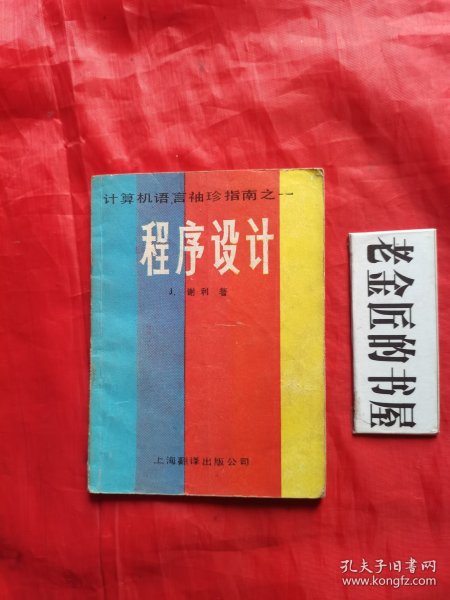 计算机语言袖珍指南之一
程序设计
J. 谢利 著
上海翻译出版公司
老金匠的书屋
孔夫子旧书网
www.kongfz.com